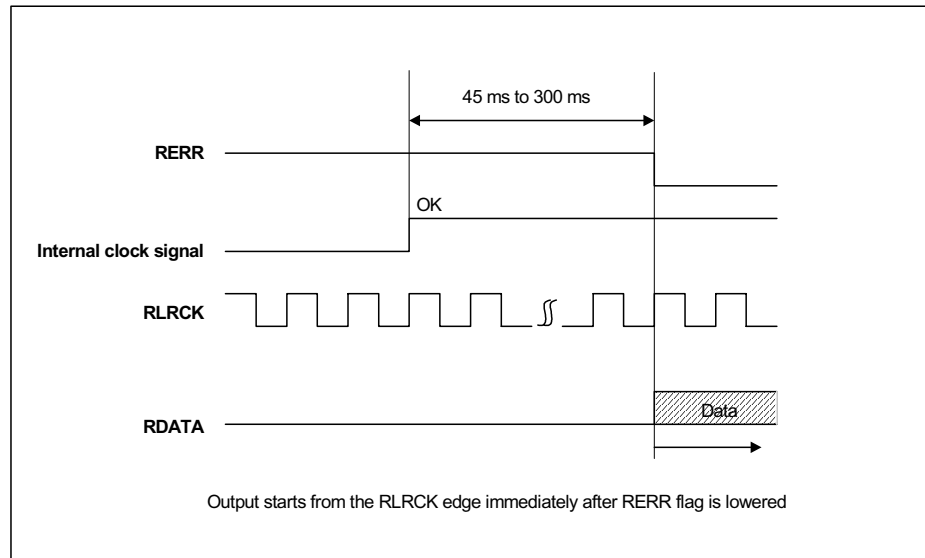 45 ms to 300 ms
RERR
OK
Internal clock signal
RLRCK
Data
RDATA
Output starts from the RLRCK edge immediately after RERR flag is lowered